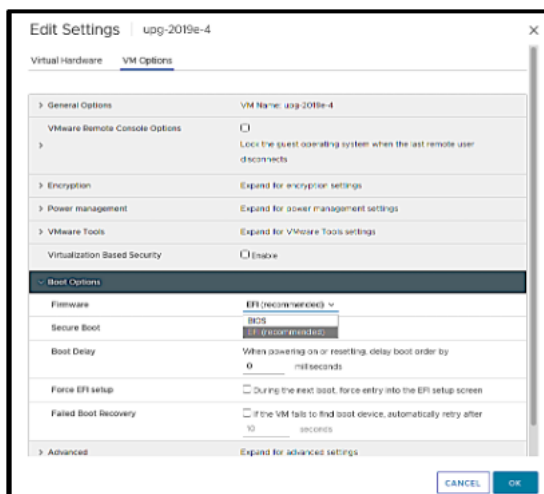 Edit Settings | upg-2019e-4
Virtual Hardware VM Options
General Options VM Name: upg-2019e-4
VMware Remote Console Options
Lock the guest operating system when the last remote user
disconnects
Encryption Expand for encryption settings
Power management Expand for power management settings
VMware Tools Expand for VMware Tools settings
Virtualization Based Security Enable
Boot Options
Firmware EFI (recommended)
BIOS
EFI (recommended)
Secure Boot
Boot Delay When powering on or resetting, delay boot order by
0 milliseconds
Force EFI setup During the next boot, force entry into the EFI setup screen
Failed Boot Recovery If the VM fails to find boot device, automatically retry after
10 seconds
Advanced Expand for advanced settings
CANCEL OK